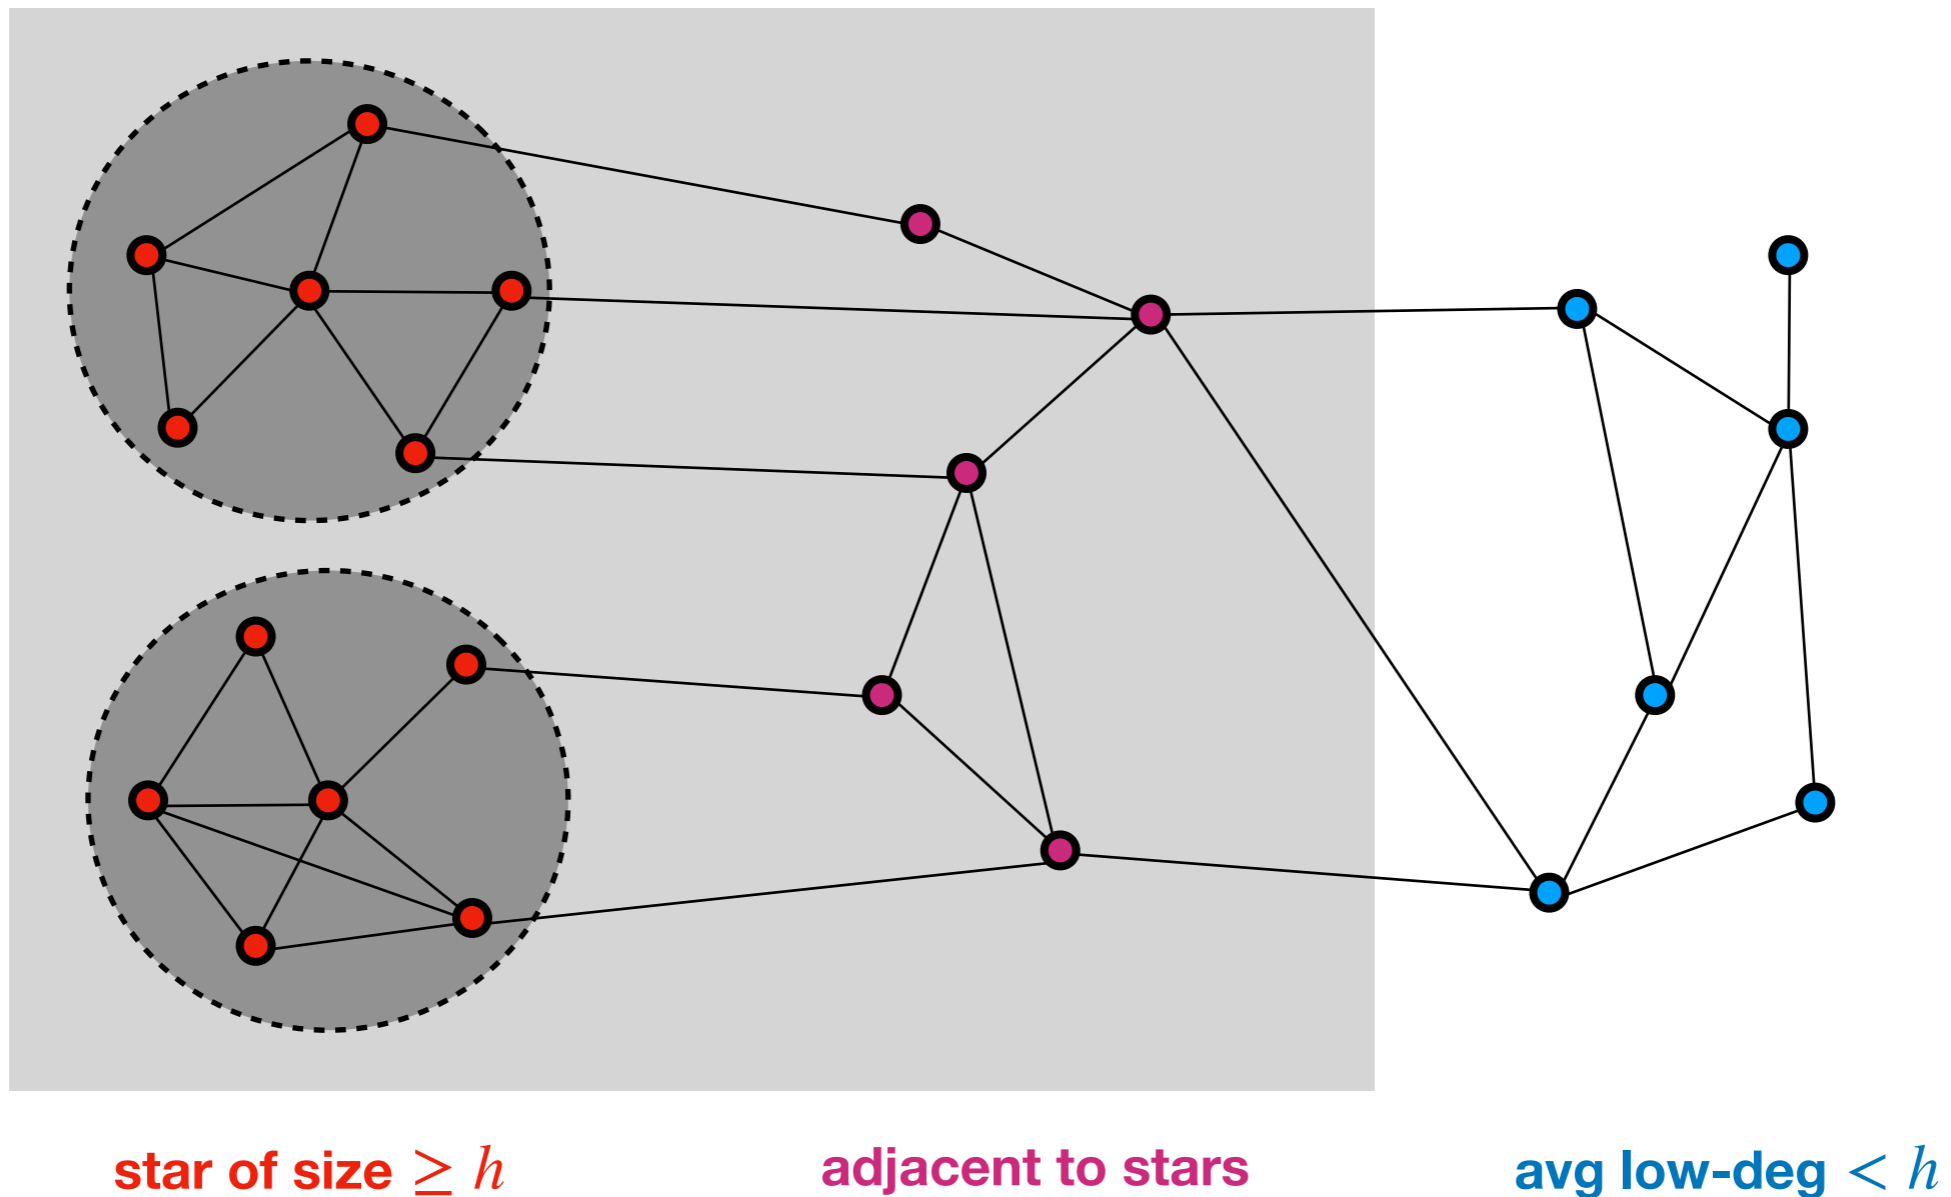 star of size ≥ h
adjacent to stars
avg low-deg < h